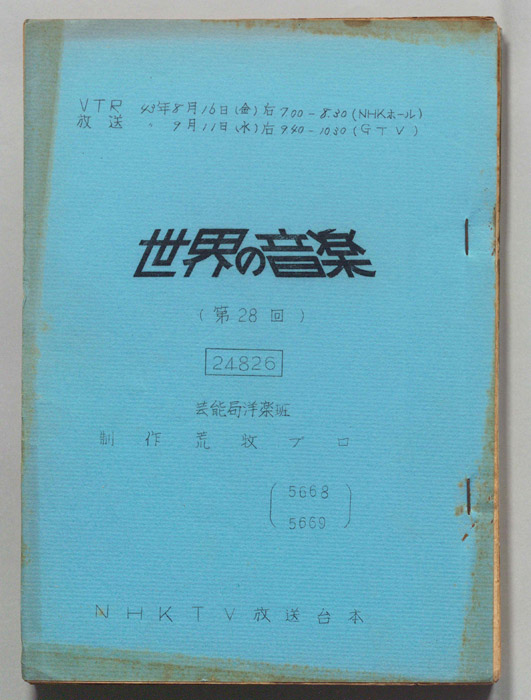 VTR 43年8月16日(金)后7.00-8.30(NHKホール)
放送 〃 9月11日(水)后9.40-10.30(GTV)
世界の音楽
(第28回)
24826
芸能局洋楽班
制作荒牧プロ
5668
5669
NHKTV放送台本